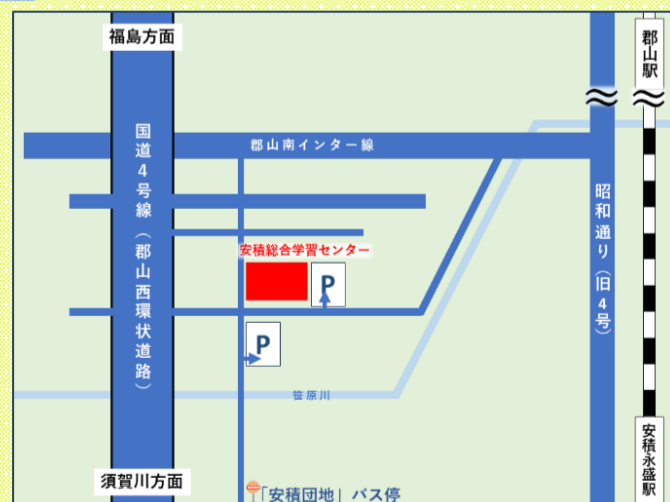 福島方面
郡山駅
国道4号線（郡山西環状道路）
郡山南インター線
昭和通り（旧4号）
安積総合学習センター
P
P
笹原川
安積永盛駅
須賀川方面
「安積団地」バス停